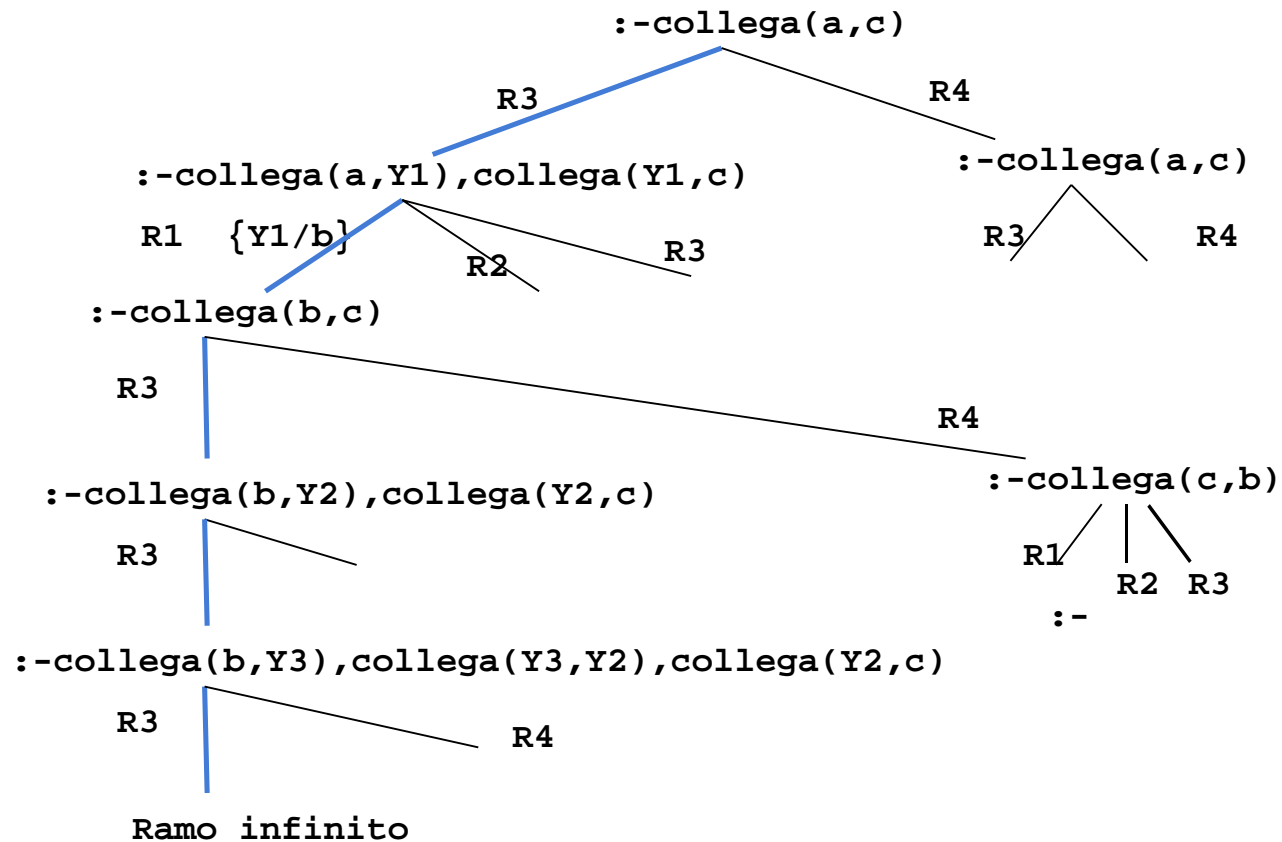 :-collega(a,c)
R3
R4
:-collega(a,Y1),collega(Y1,c)
:-collega(a,c)
R1 {Y1/b}
R2
R3
R3
R4
:-collega(b,c)
R3
R4
:-collega(b,Y2),collega(Y2,c)
:-collega(c,b)
R3
R1
R2
R3
:-
:-collega(b,Y3),collega(Y3,Y2),collega(Y2,c)
R3
R4
Ramo infinito